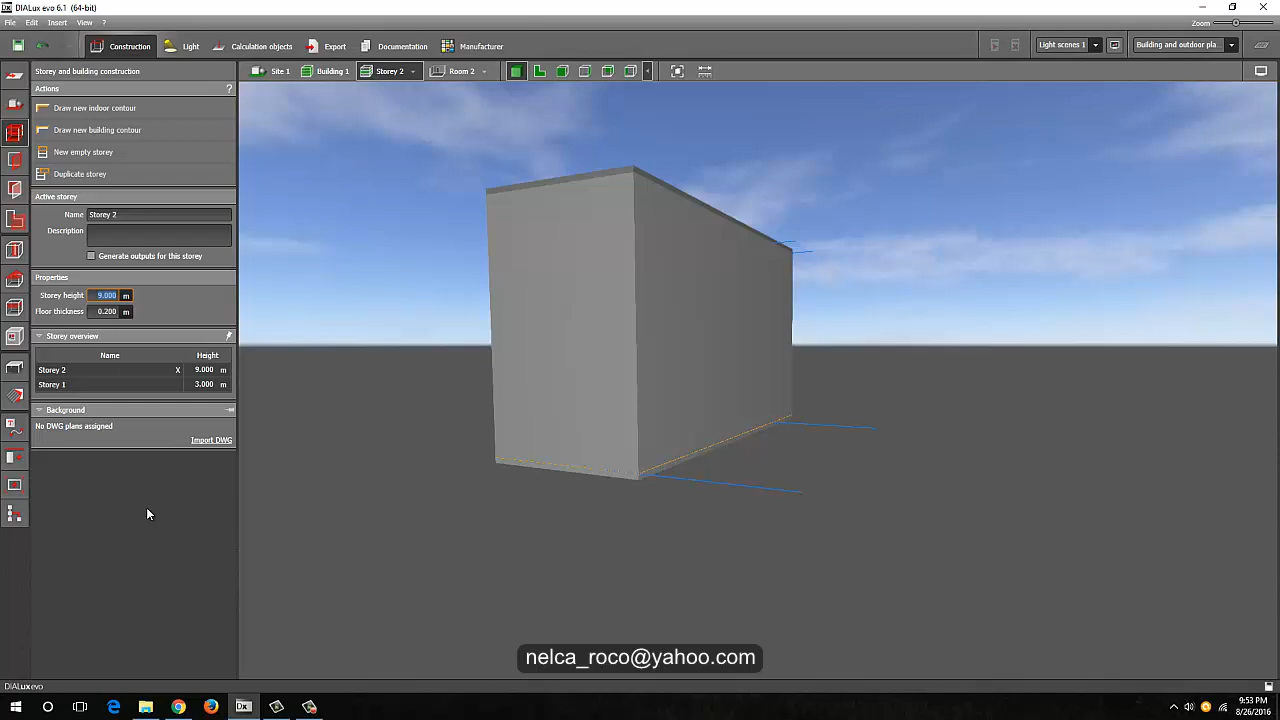 DIALux evo 6.1 (64-bit)
File Edit Insert View ?
Zoom
Construction Light Calculation objects Export Documentation Manufacturer Light scenes 1 Building and outdoor pla...
Storey and building construction
Site 1 Building 1 Storey 2 Room 2
Actions ?
Draw new indoor contour
Draw new building contour
New empty storey
Duplicate storey
Active storey
Name Storey 2
Description
Generate outputs for this storey
Properties
Storey height 9.000 m
Floor thickness 0.200 m
Storey overview
Name Height
Storey 2 X 9.000 m
Storey 1 3.000 m
Background
No DWG plans assigned
Import DWG
nelca_roco@yahoo.com
DIALux evo
9:53 PM
8/26/2016